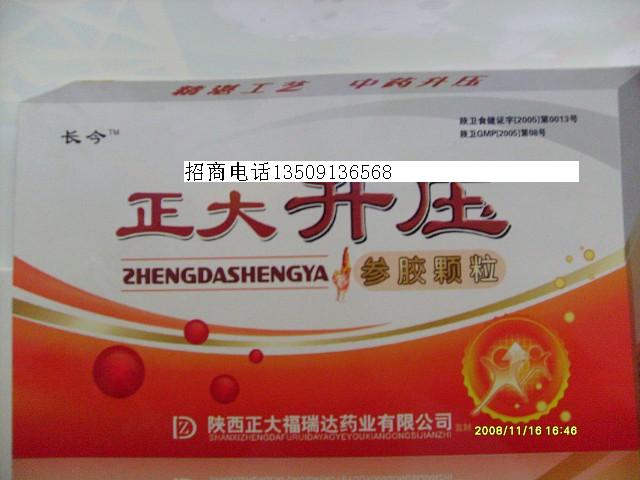 精選工艺 中药升压
长今™
陕卫食健证字[2005]第0013号
陕卫GMP[2005]第08号
招商电话13509136568
正大升压
ZHENGDASHENGYA
参胶颗粒
陕西正大福瑞达药业有限公司
SHANXIZHENGDAFURUIDAYAOYEYOUXIANGONGSIJIANZHI
2008/11/16 16:46